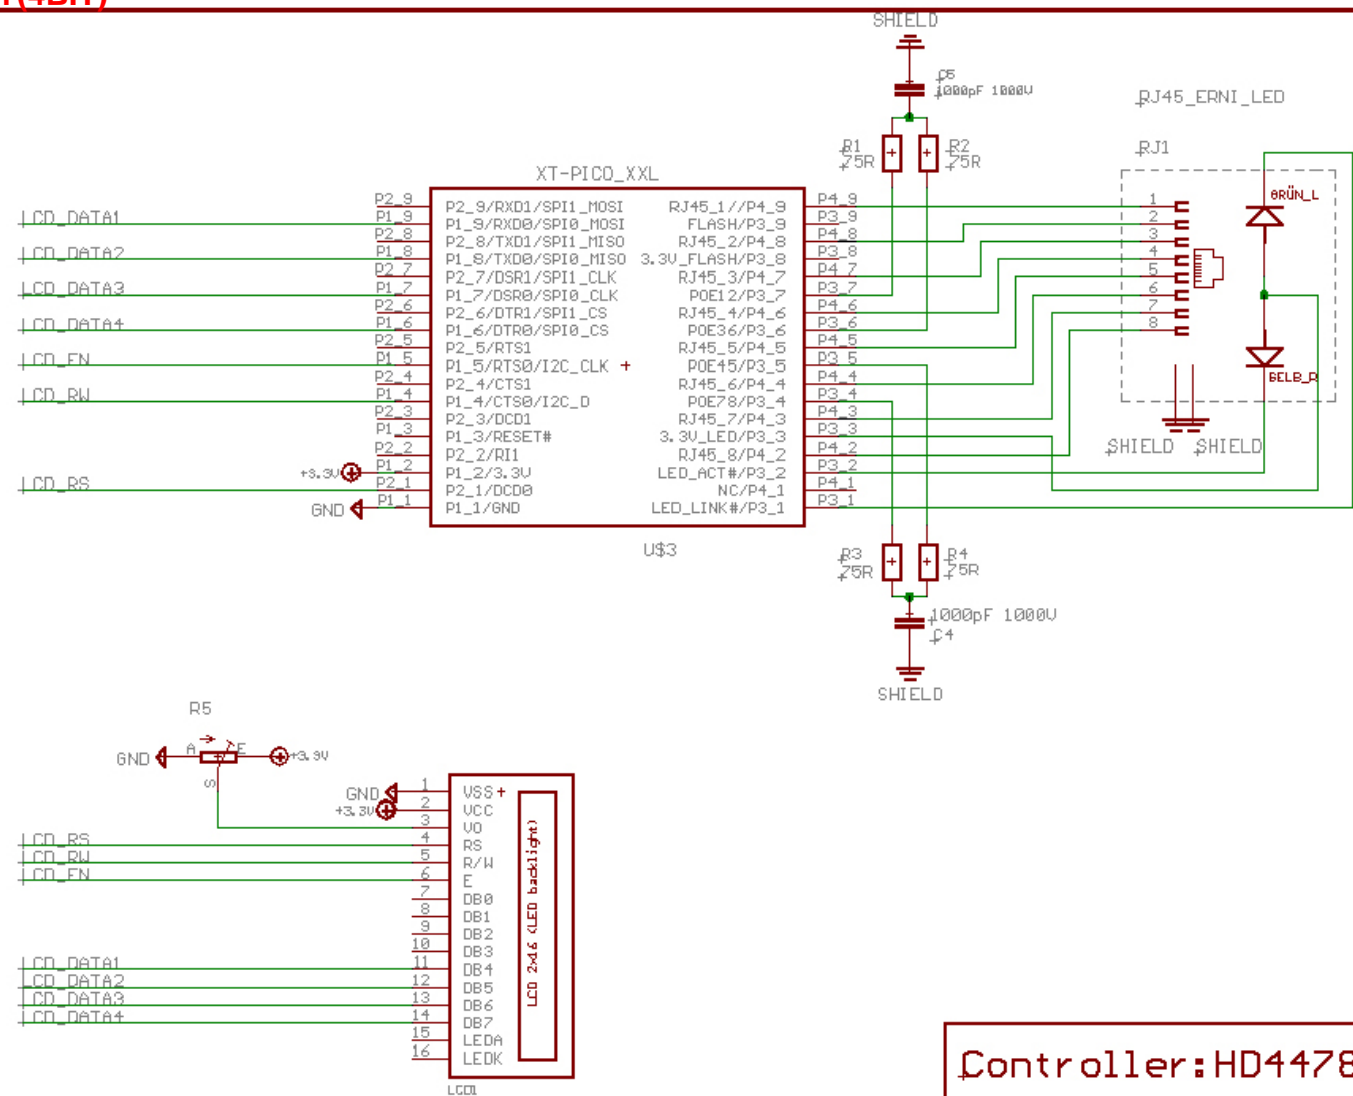 SHIELD
C5
1000pF 1000V
RJ45_ERNI_LED
R1
75R
R2
75R
RJ1
XT-PICO_XXL
GRÜN_L
GELB_R
1
2
3
4
5
6
7
8
SHIELD
SHIELD
LCD_DATA1
LCD_DATA2
LCD_DATA3
LCD_DATA4
LCD_EN
LCD_RW
LCD_RS
+3.3V
GND
P2_9 P2_9/RXD1/SPI1_MOSI RJ45_1//P4_9 P4_9
P1_9 P1_9/RXD0/SPI0_MOSI FLASH/P3_9 P3_9
P2_8 P2_8/TXD1/SPI1_MISO RJ45_2/P4_8 P4_8
P1_8 P1_8/TXD0/SPI0_MISO 3.3V_FLASH/P3_8 P3_8
P2_7 P2_7/DSR1/SPI1_CLK RJ45_3/P4_7 P4_7
P1_7 P1_7/DSR0/SPI0_CLK POE12/P3_7 P3_7
P2_6 P2_6/DTR1/SPI1_CS RJ45_4/P4_6 P4_6
P1_6 P1_6/DTR0/SPI0_CS POE36/P3_6 P3_6
P2_5 P2_5/RTS1 RJ45_5/P4_5 P4_5
P1_5 P1_5/RTS0/I2C_CLK POE45/P3_5 P3_5
P2_4 P2_4/CTS1 RJ45_6/P4_4 P4_4
P1_4 P1_4/CTS0/I2C_D POE78/P3_4 P3_4
P2_3 P2_3/DCD1 RJ45_7/P4_3 P4_3
P1_3 P1_3/RESET# 3.3V_LED/P3_3 P3_3
P2_2 P2_2/RI1 RJ45_8/P4_2 P4_2
P1_2 P1_2/3.3V LED_ACT#/P3_2 P3_2
P2_1 P2_1/DCD0 NC/P4_1 P4_1
P1_1 P1_1/GND LED_LINK#/P3_1 P3_1
U$3
R3
75R
R4
75R
1000pF 1000V
C4
SHIELD
R5
GND A E +3.3V
S
GND 1 VSS
+3.3V 2 VCC
3 VO
LCD_RS 4 RS
LCD_RW 5 R/W
LCD_EN 6 E
7 DB0
8 DB1
9 DB2
10 DB3
LCD_DATA1 11 DB4
LCD_DATA2 12 DB5
LCD_DATA3 13 DB6
LCD_DATA4 14 DB7
15 LEDA
16 LEDK
LCD 2x16 (LED backlight)
LCD1
Controller:HD4478